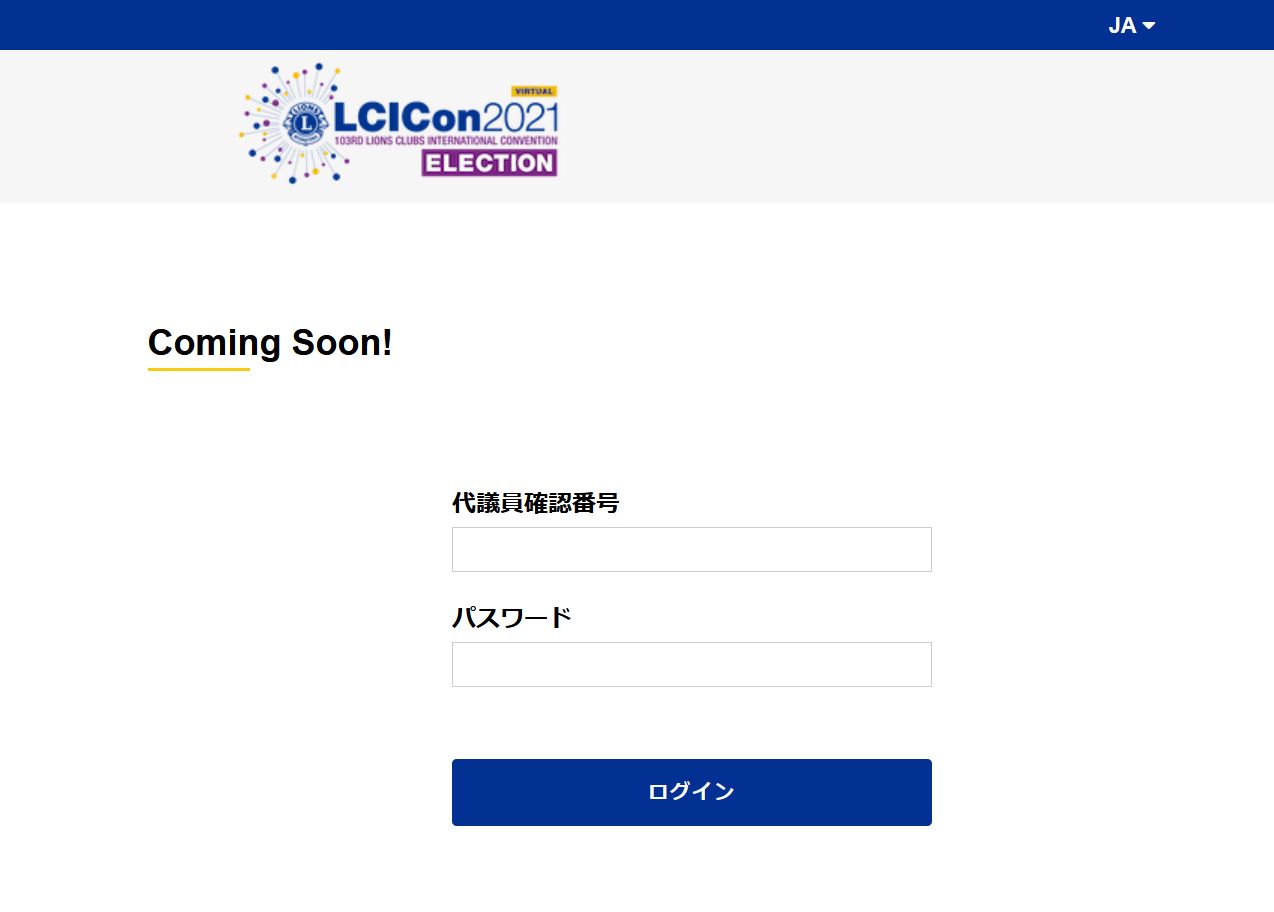 JA
VIRTUAL
LCICon2021
103RD LIONS CLUBS INTERNATIONAL CONVENTION
ELECTION
LIONS
L
Coming Soon!
代議員確認番号
パスワード
ログイン